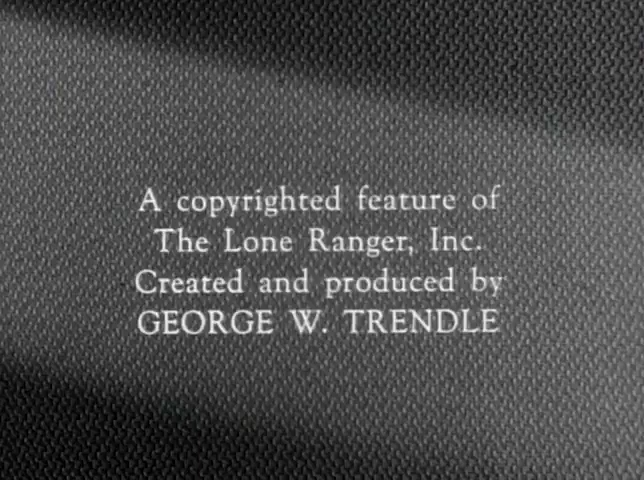 A copyrighted feature of
The Lone Ranger, Inc.
Created and produced by
GEORGE W. TRENDLE